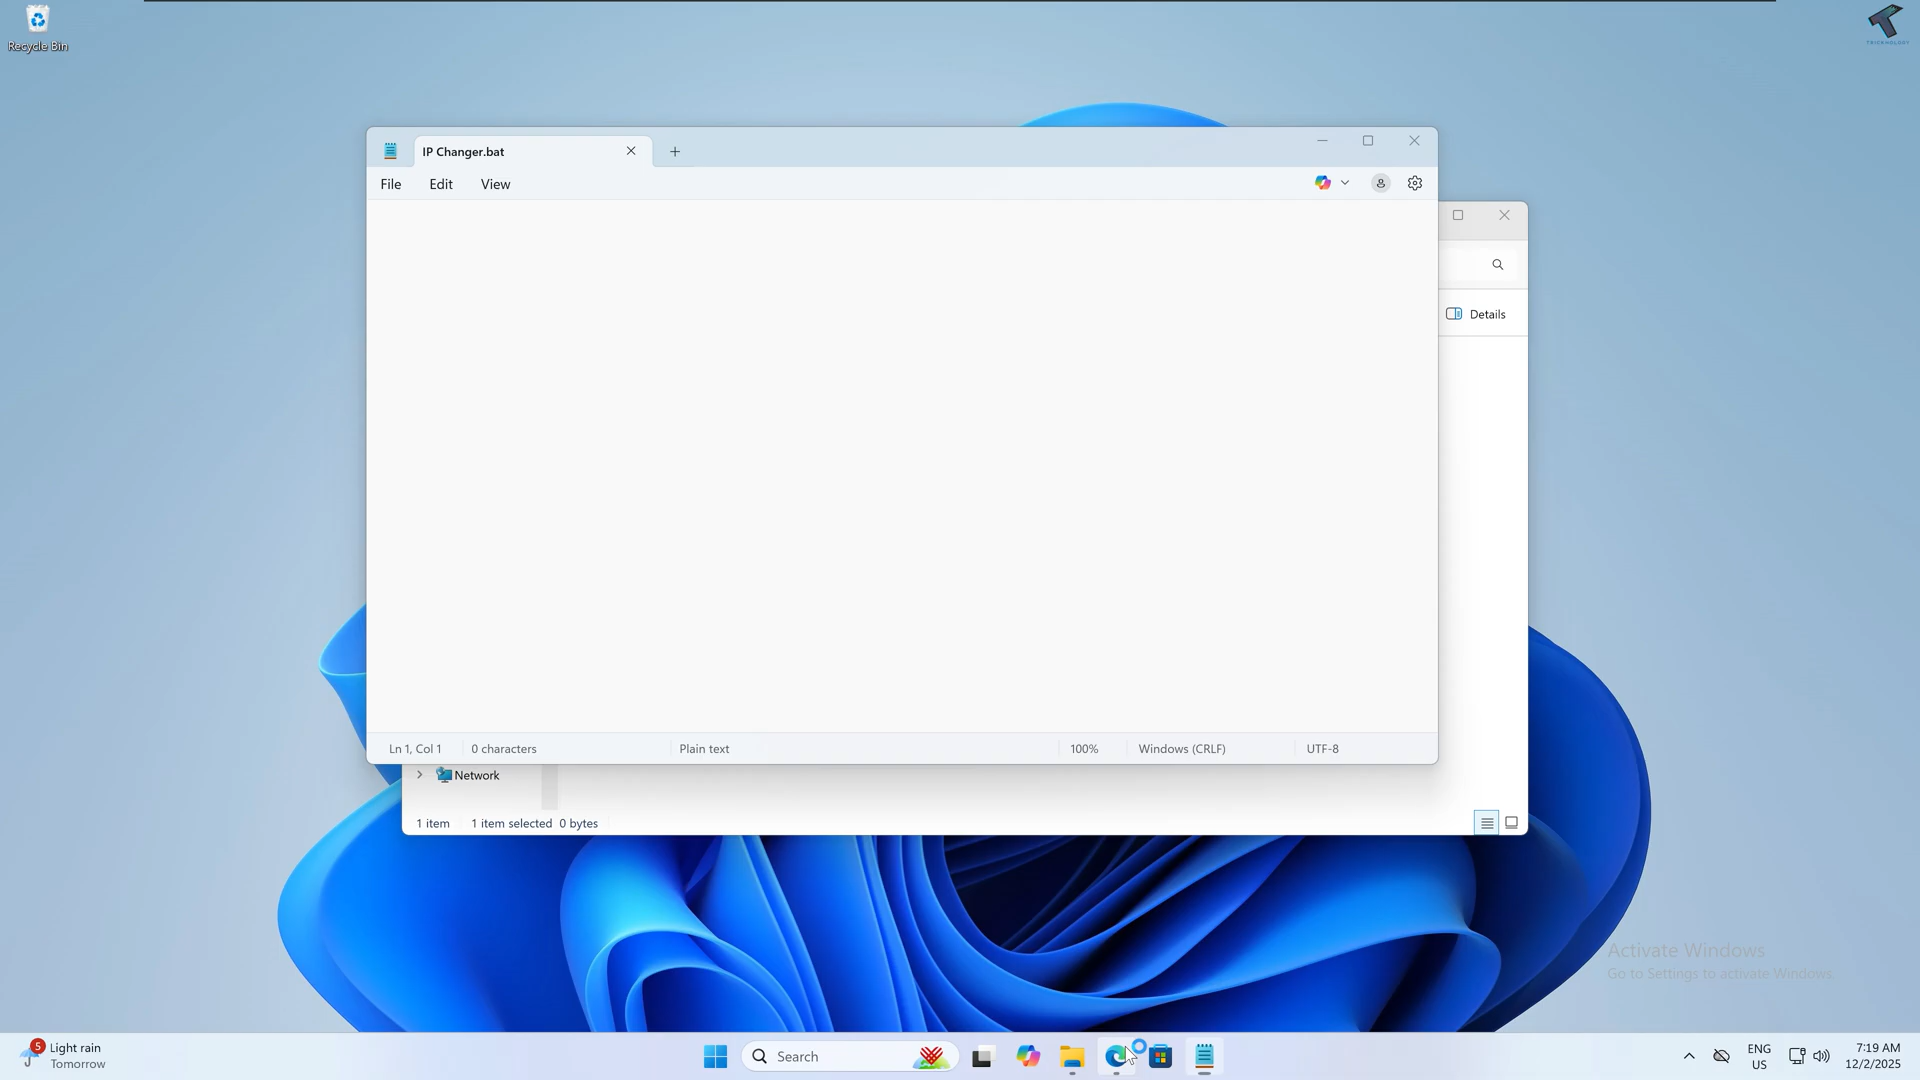 Recycle Bin
TRICKNOLOGY
IP Changer.bat
File Edit View
Details
Ln 1, Col 1 0 characters Plain text 100% Windows (CRLF) UTF-8
Network
1 item 1 item selected 0 bytes
Activate Windows
Go to Settings to activate Windows.
5
Light rain
Tomorrow
Search
ENG
US
7:19 AM
12/2/2025